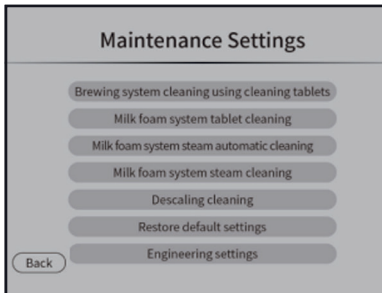 Maintenance Settings
Brewing system cleaning using cleaning tablets
Milk foam system tablet cleaning
Milk foam system steam automatic cleaning
Milk foam system steam cleaning
Descaling cleaning
Restore default settings
Engineering settings
Back